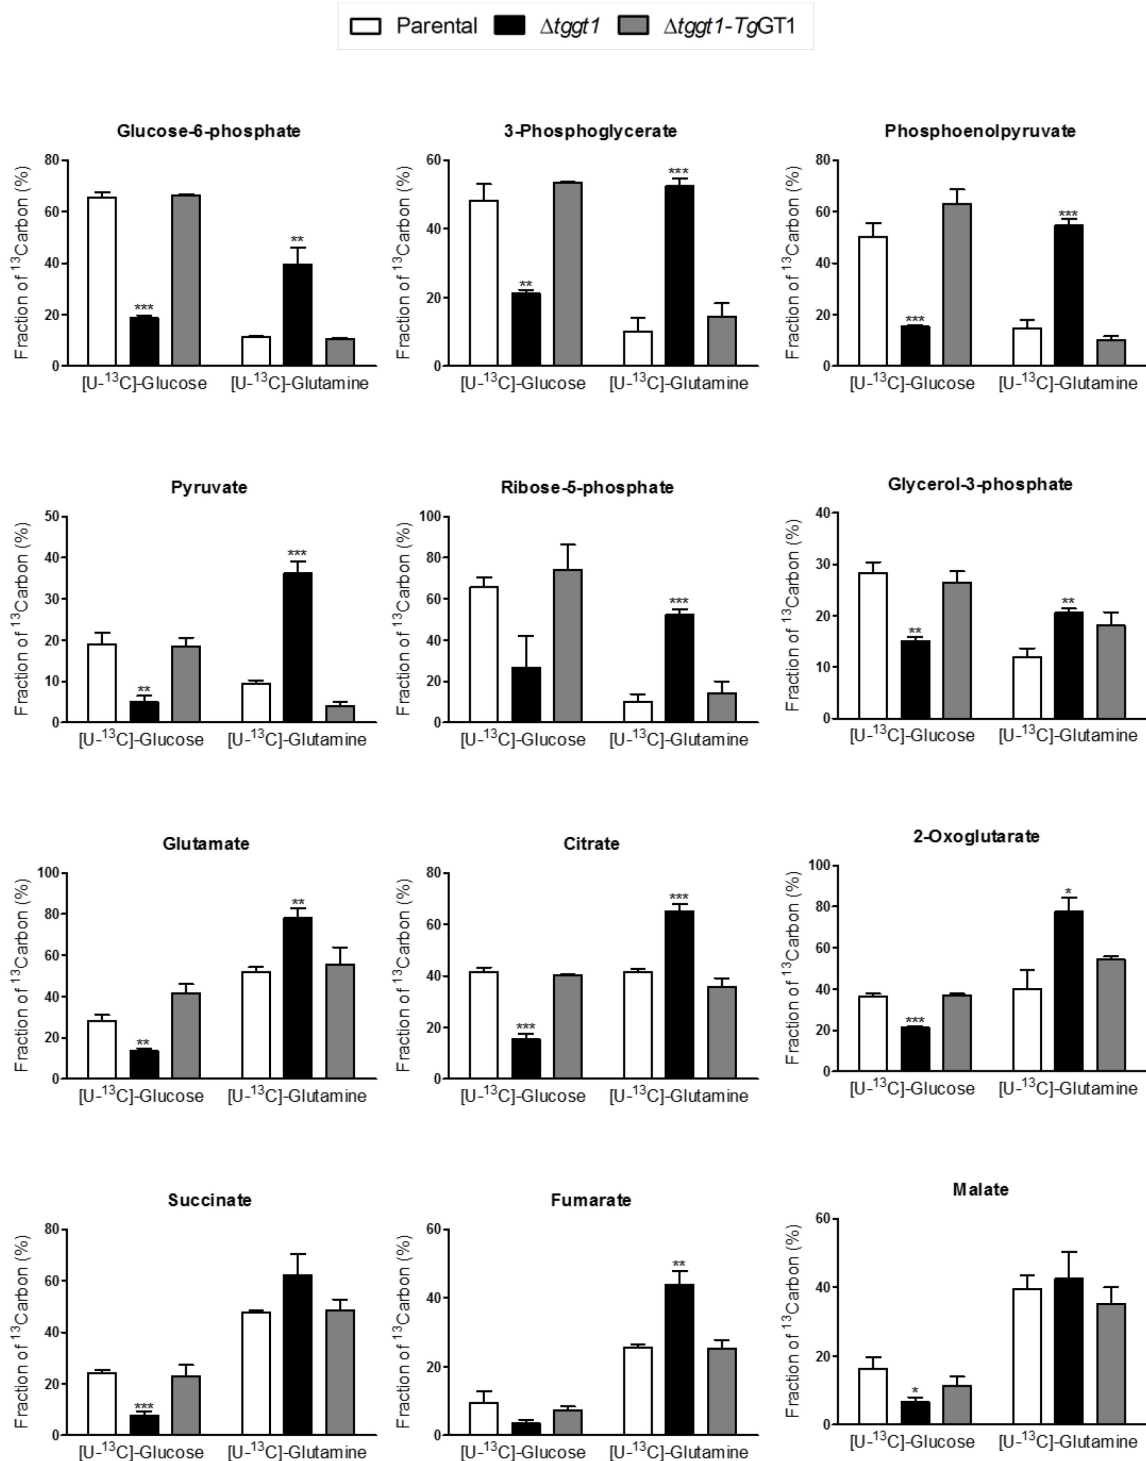 Parental Δtggt1 Δtggt1-TgGT1
Glucose-6-phosphate
Fraction of ¹³Carbon (%)
80
60
40
20
0
***
**
[U-¹³C]-Glucose [U-¹³C]-Glutamine
3-Phosphoglycerate
Fraction of ¹³Carbon (%)
60
40
20
0
**
***
[U-¹³C]-Glucose [U-¹³C]-Glutamine
Phosphoenolpyruvate
Fraction of ¹³Carbon (%)
80
60
40
20
0
***
***
[U-¹³C]-Glucose [U-¹³C]-Glutamine
Pyruvate
Fraction of ¹³Carbon (%)
50
40
30
20
10
0
**
***
[U-¹³C]-Glucose [U-¹³C]-Glutamine
Ribose-5-phosphate
Fraction of ¹³Carbon (%)
100
80
60
40
20
0
***
[U-¹³C]-Glucose [U-¹³C]-Glutamine
Glycerol-3-phosphate
Fraction of ¹³Carbon (%)
40
30
20
10
0
**
**
[U-¹³C]-Glucose [U-¹³C]-Glutamine
Glutamate
Fraction of ¹³Carbon (%)
100
80
60
40
20
0
**
**
[U-¹³C]-Glucose [U-¹³C]-Glutamine
Citrate
Fraction of ¹³Carbon (%)
80
60
40
20
0
***
***
[U-¹³C]-Glucose [U-¹³C]-Glutamine
2-Oxoglutarate
Fraction of ¹³Carbon (%)
100
80
60
40
20
0
***
*
[U-¹³C]-Glucose [U-¹³C]-Glutamine
Succinate
Fraction of ¹³Carbon (%)
80
60
40
20
0
***
[U-¹³C]-Glucose [U-¹³C]-Glutamine
Fumarate
Fraction of ¹³Carbon (%)
60
40
20
0
**
[U-¹³C]-Glucose [U-¹³C]-Glutamine
Malate
Fraction of ¹³Carbon (%)
60
40
20
0
*
[U-¹³C]-Glucose [U-¹³C]-Glutamine